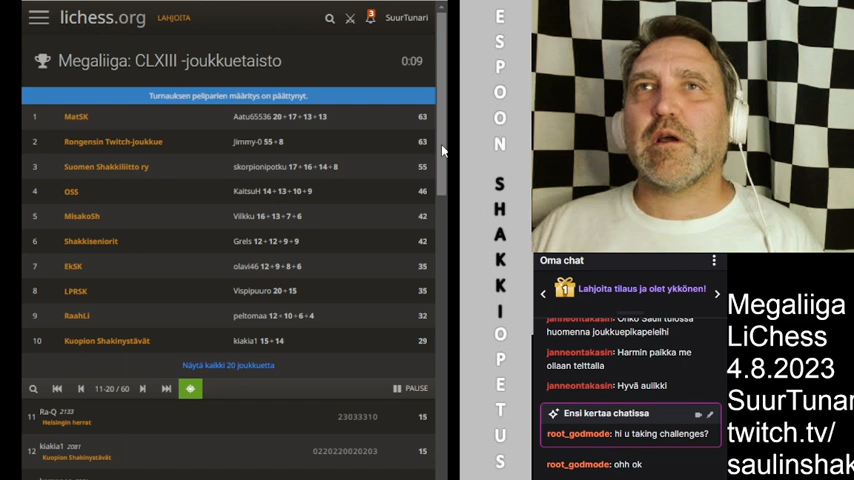 lichess.org LAHJOITA
3 SuurTunari
Megaliiga: CLXIII -joukkuetaisto 0:09
Turnauksen peliparien määritys on päättynyt.
1 MatSK Aatu65536 20+17+13+13 63
2 Rongensin Twitch-joukkue Jimmy-0 55+8 63
3 Suomen Shakkiliitto ry skorpionipotku 17+16+14+8 55
4 OSS KaitsuH 14+13+10+9 46
5 MisakoSh Vilkku 16+13+7+6 42
6 Shakkiseniorit Grels 12+12+9+9 42
7 EkSK olavi46 12+9+8+6 35
8 LPRSK Vispipuuro 20+15 35
9 RaahLi peltomaa 12+10+6+4 32
10 Kuopion Shakinystävät kiakia1 15+14 29
Näytä kaikki 20 joukkuetta
11-20 / 60 PAUSE
11 Ra-Q 2133 23033310 15
Helsingin herrat
12 kiakia1 2081 0220220020203 15
Kuopion Shakinystävät
ESPOON
SHAKKI
OPETUS
Oma chat
1 Lahjoita tilaus ja olet ykkönen!
janneontakasin: Onko Sauli tulossa
huomenna joukkuepikapeleihi
janneontakasin: Harmin paikka me
ollaan telttalla
janneontakasin: Hyvä auilkki
Ensi kertaa chatissa
root_godmode: hi u taking challenges?
root_godmode: ohh ok
Megaliiga
LiChess
4.8.2023
SuurTunari
twitch.tv/
saulinshak